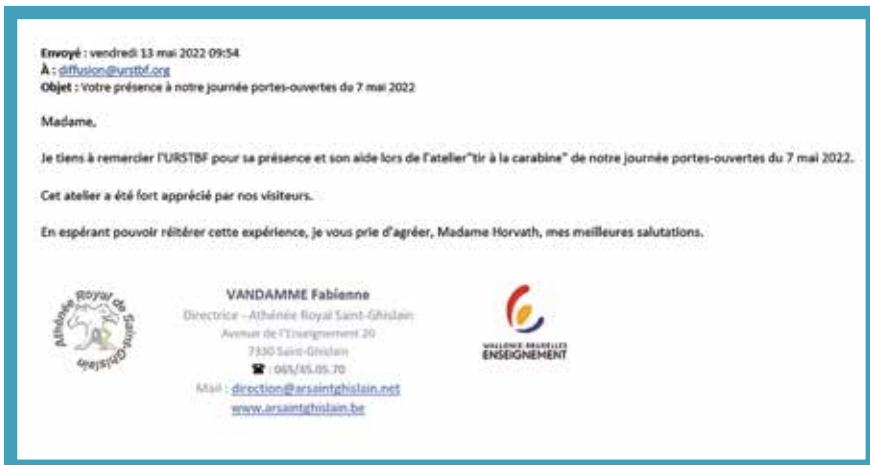 Envoyé : vendredi 13 mai 2022 09:54
À : diffusion@urstbf.org
Objet : Votre présence à notre journée portes-ouvertes du 7 mai 2022
Madame,
Je tiens à remercier l'URSTBF pour sa présence et son aide lors de l'atelier"tir à la carabine" de notre journée portes-ouvertes du 7 mai 2022.
Cet atelier a été fort apprécié par nos visiteurs.
En espérant pouvoir réitérer cette expérience, je vous prie d'agréer, Madame Horvath, mes meilleures salutations.
Athénée Royal de Saint-Ghislain
VANDAMME Fabienne
Directrice - Athénée Royal Saint-Ghislain
Avenue de l'Enseignement 20
7330 Saint-Ghislain
☎ : 065/45.05.70
Mail : direction@arsaintghislain.net
www.arsaintghislain.be
WALLONIE-BRUXELLES
ENSEIGNEMENT